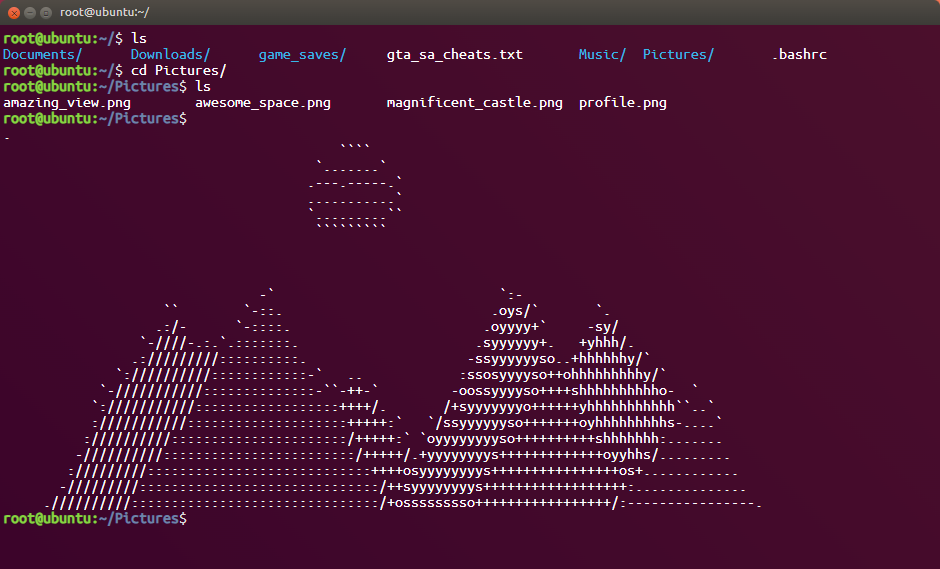 root@ubuntu:~/
root@ubuntu:~/$ ls
Documents/ Downloads/ game_saves/ gta_sa_cheats.txt Music/ Pictures/ .bashrc
root@ubuntu:~/$ cd Pictures/
root@ubuntu:~/Pictures$ ls
amazing_view.png awesome_space.png magnificent_castle.png profile.png
root@ubuntu:~/Pictures$
root@ubuntu:~/Pictures$